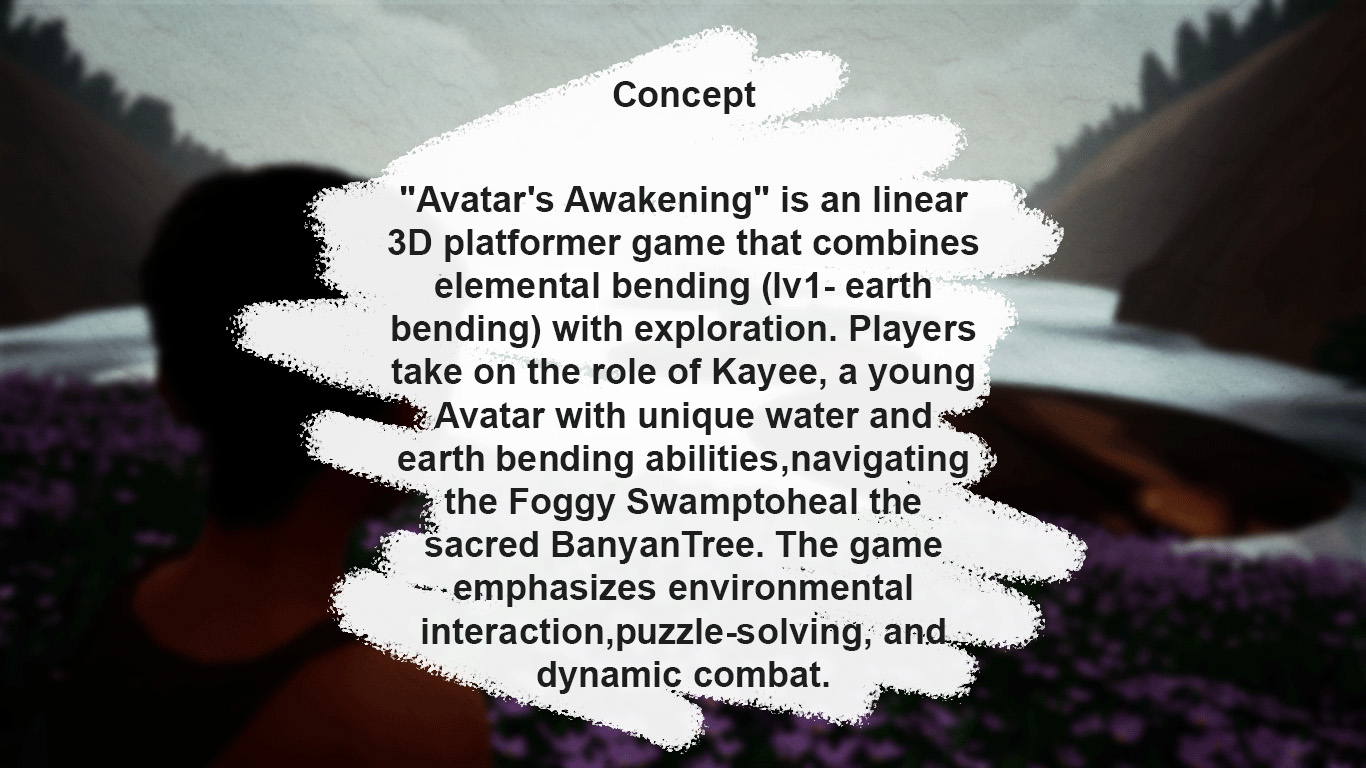 Concept
"Avatar's Awakening" is an linear
3D platformer game that combines
elemental bending (lv1- earth
bending) with exploration. Players
take on the role of Kayee, a young
Avatar with unique water and
earth bending abilities,navigating
the Foggy Swamptoheal the
sacred BanyanTree. The game
emphasizes environmental
interaction,puzzle-solving, and
dynamic combat.